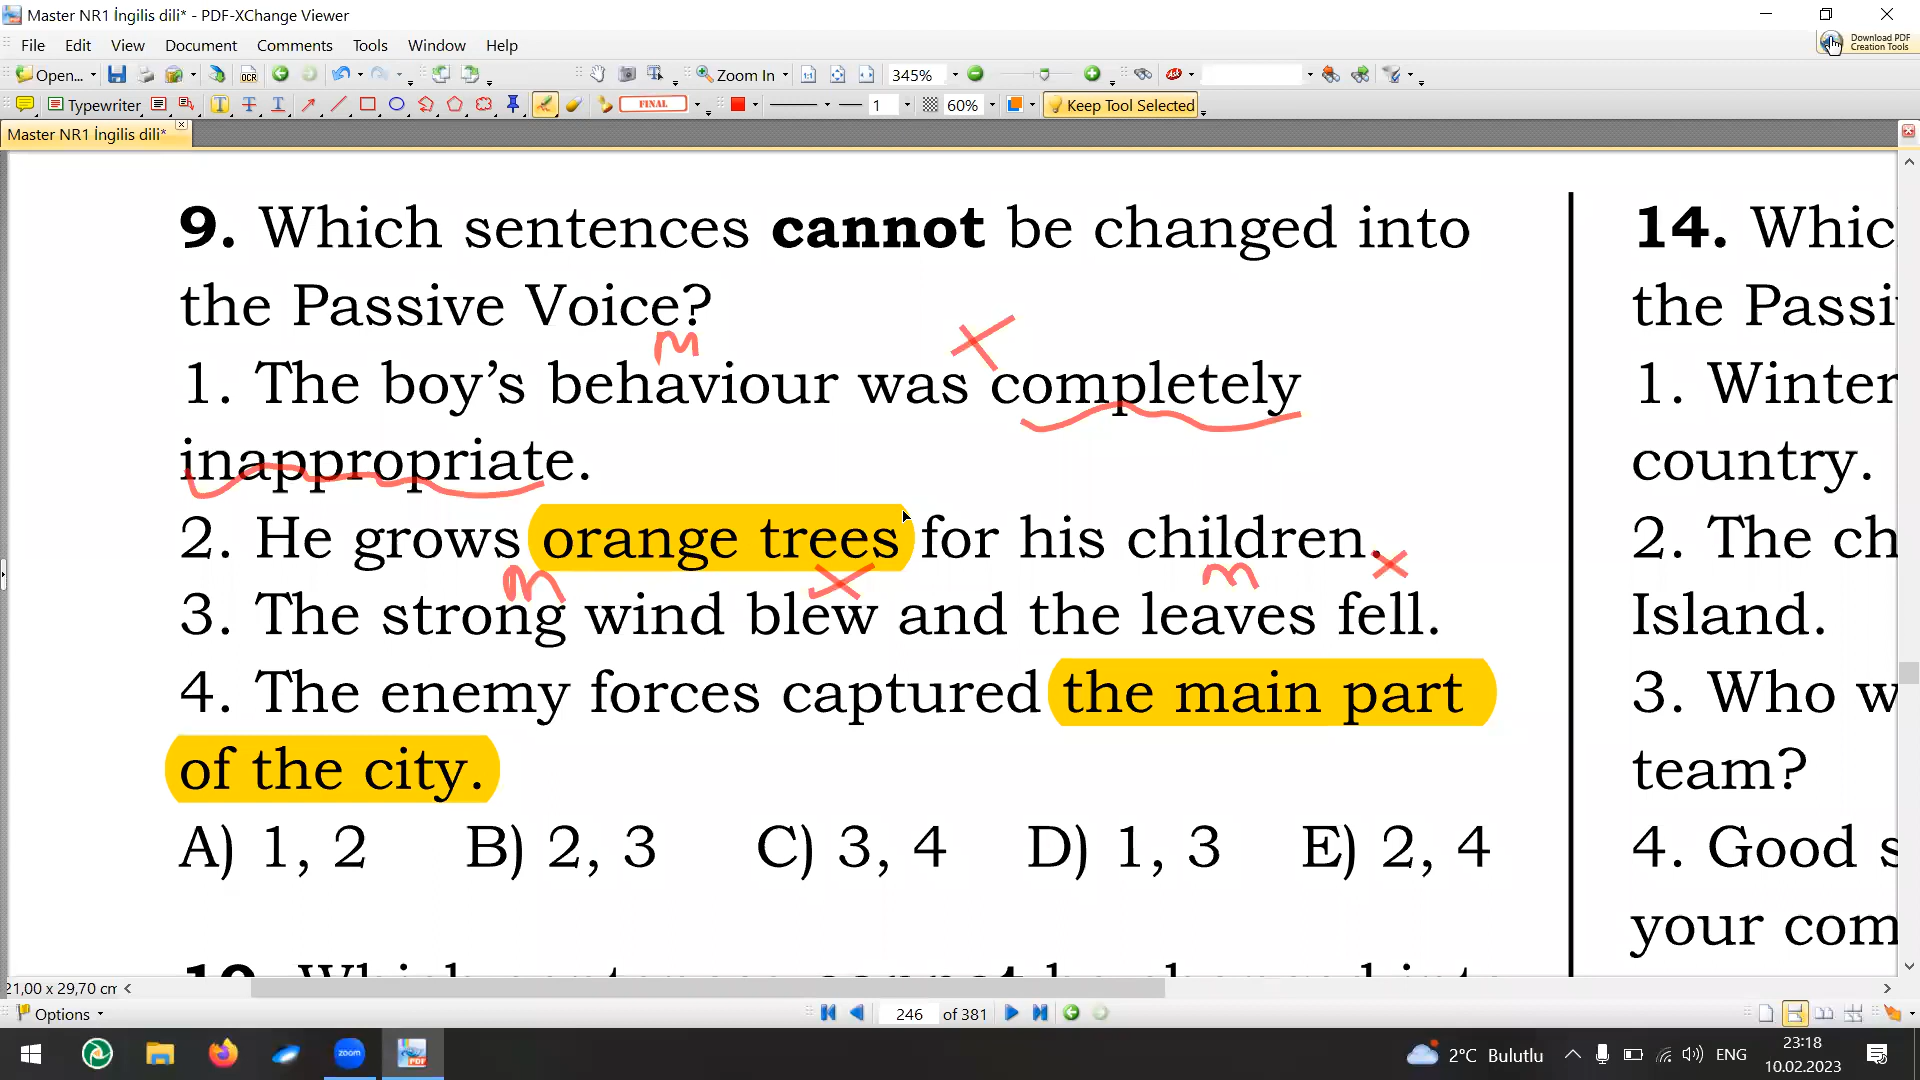 Master NR1 İngilis dili* - PDF-XChange Viewer
File Edit View Document Comments Tools Window Help
Download PDF
Creation Tools
Open... OCR Zoom In 345%
Typewriter FINAL 1 60% Keep Tool Selected
Master NR1 İngilis dili*
9. Which sentences cannot be changed into
the Passive Voice?
m
1. The boy's behaviour was completely
inappropriate.
2. He grows orange trees for his children.
m m
3. The strong wind blew and the leaves fell.
4. The enemy forces captured the main part
of the city.
A) 1, 2 B) 2, 3 C) 3, 4 D) 1, 3 E) 2, 4
14. Whic
the Passi
1. Winter
country.
2. The ch
Island.
3. Who w
team?
4. Good s
your com
21,00 x 29,70 cm
Options 246 of 381
zoom PDF 2°C Bulutlu ENG 23:18
10.02.2023